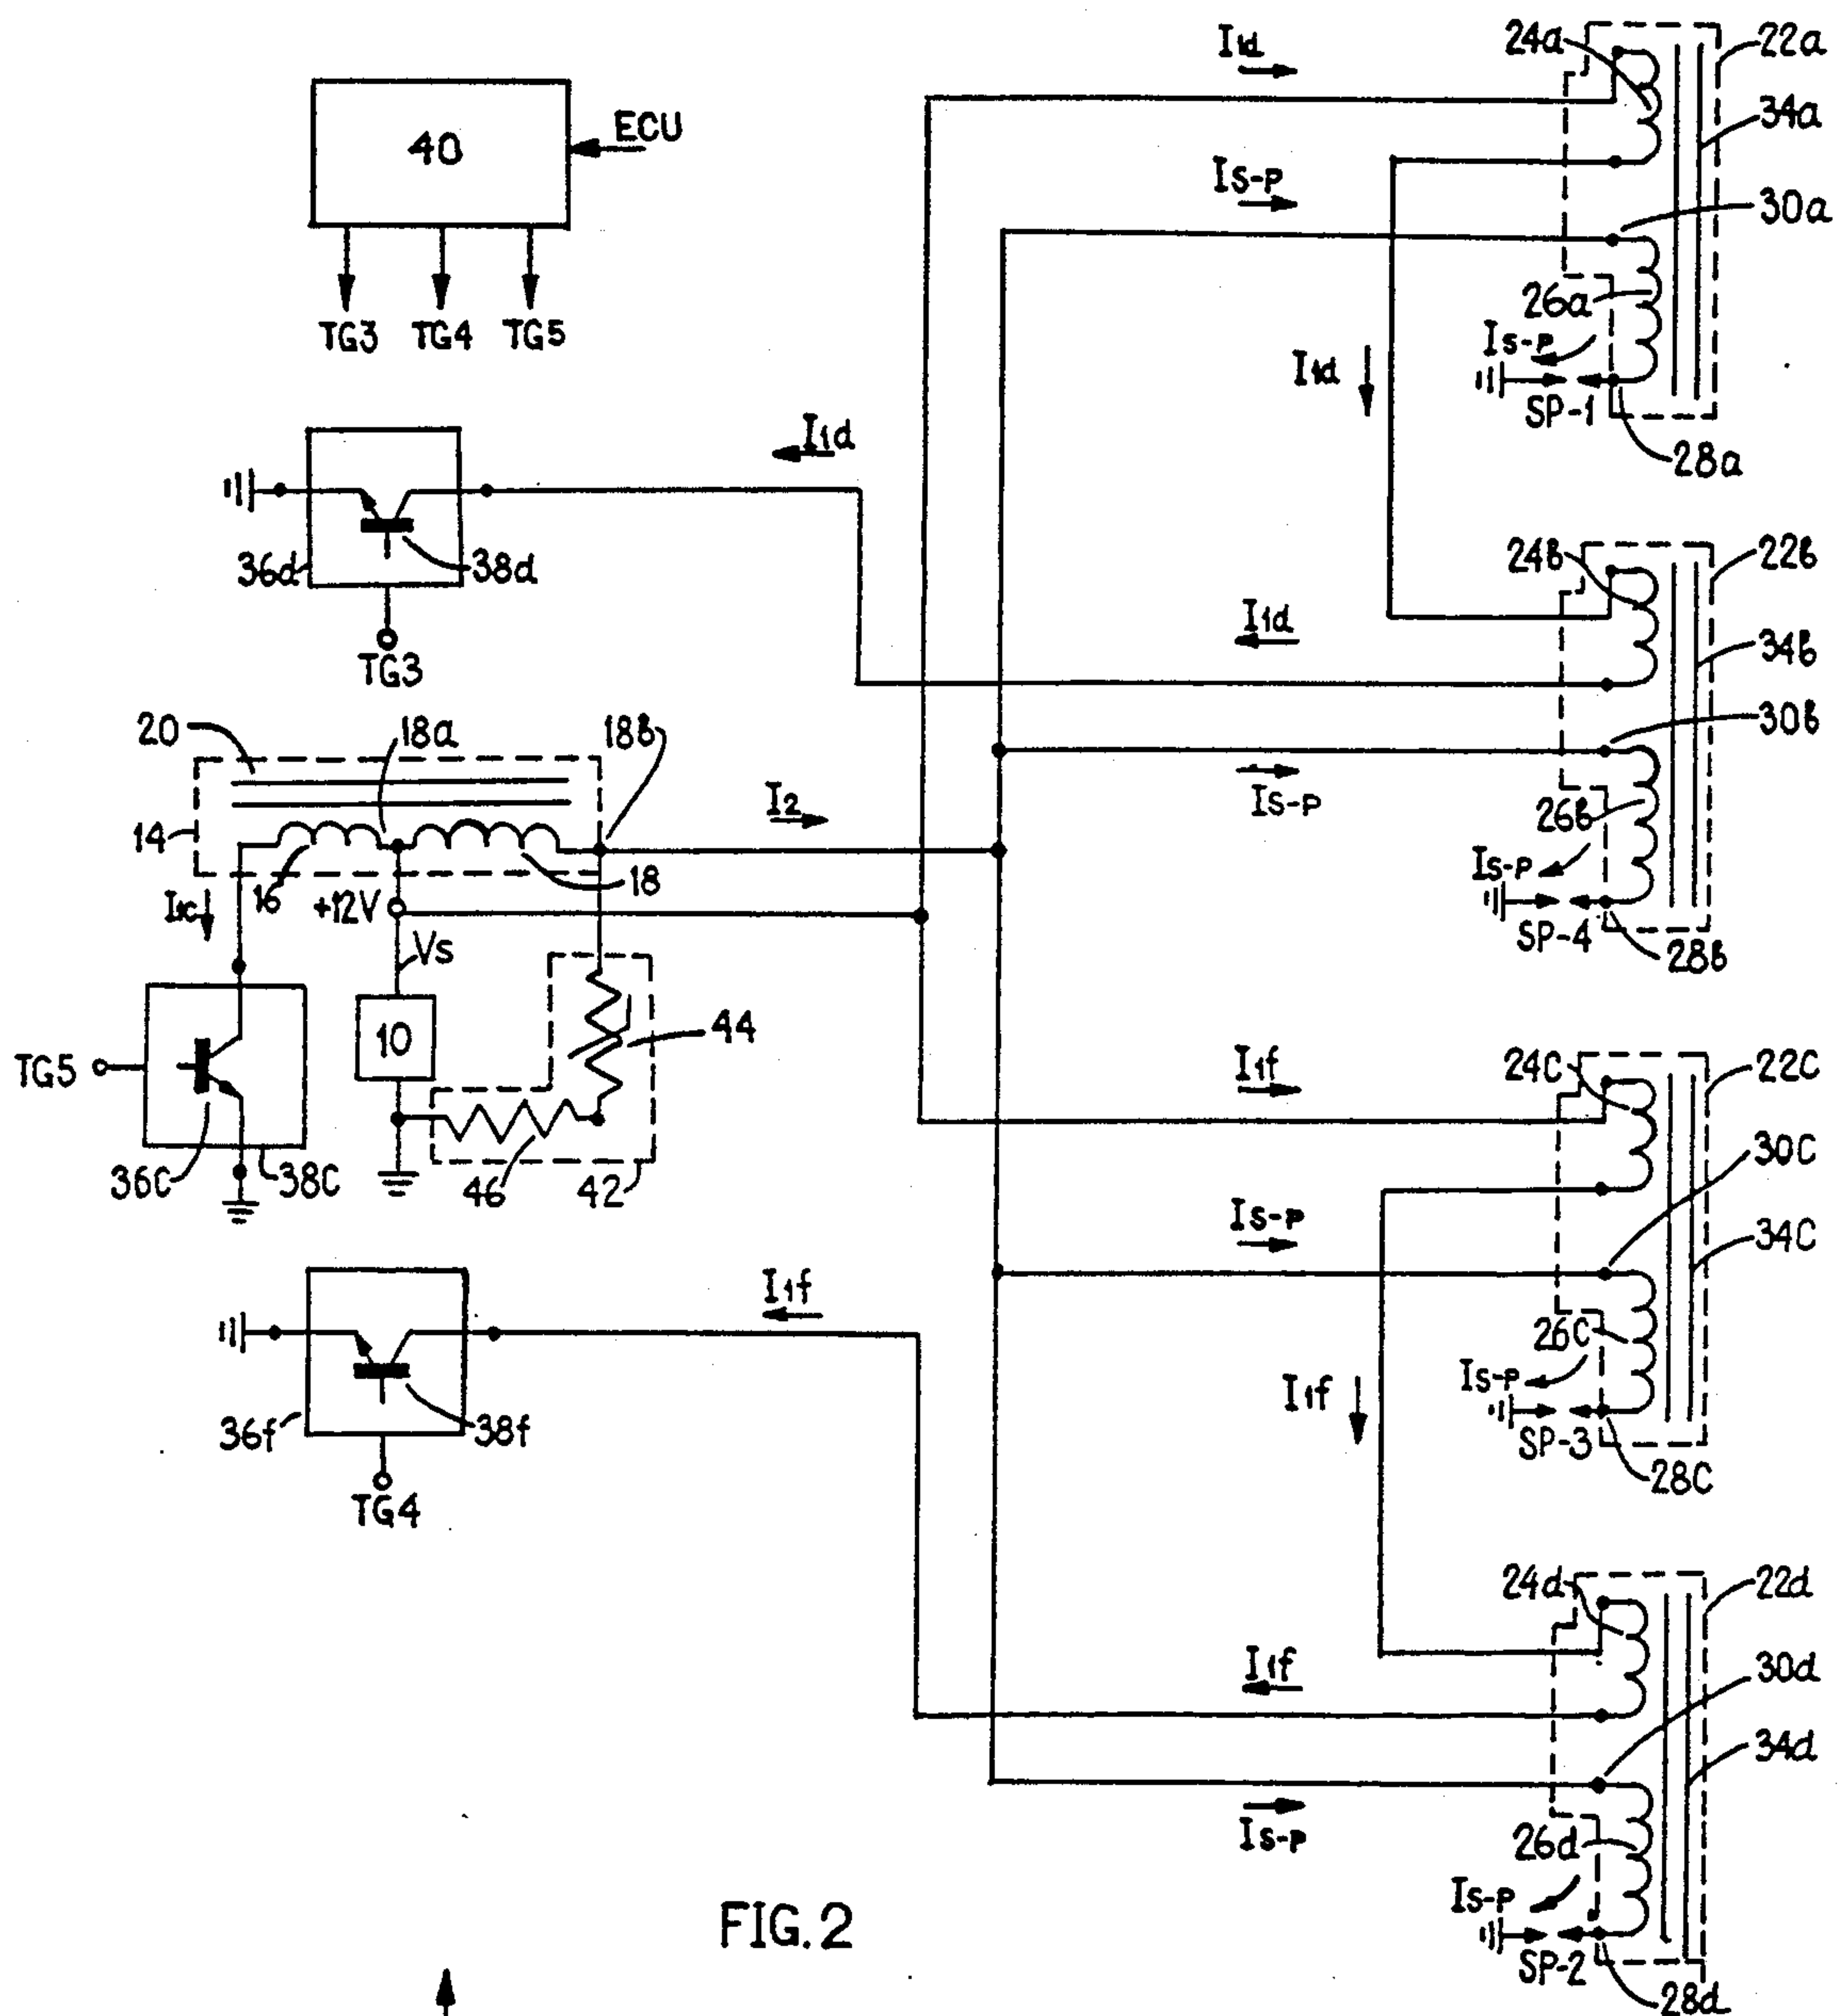 I1d
24a
22a
40
ECU
34a
Is-p
30a
TG3
TG4
TG5
26a
Is-p
I1d
SP-1
28a
I1d
36d
38d
24b
22b
I1d
34b
TG3
30b
20
18a
18b
I2
Is-p
26b
14
16
18
Is-p
I1c
+12V
SP-4
28b
Vs
10
44
TG5
24c
22c
I1f
30c
36c
38c
46
42
Is-p
34c
I1f
26c
Is-p
I1f
36f
38f
SP-3
28c
TG4
24d
22d
I1f
30d
34d
Is-p
26d
Is-p
FIG. 2
SP-2
28d